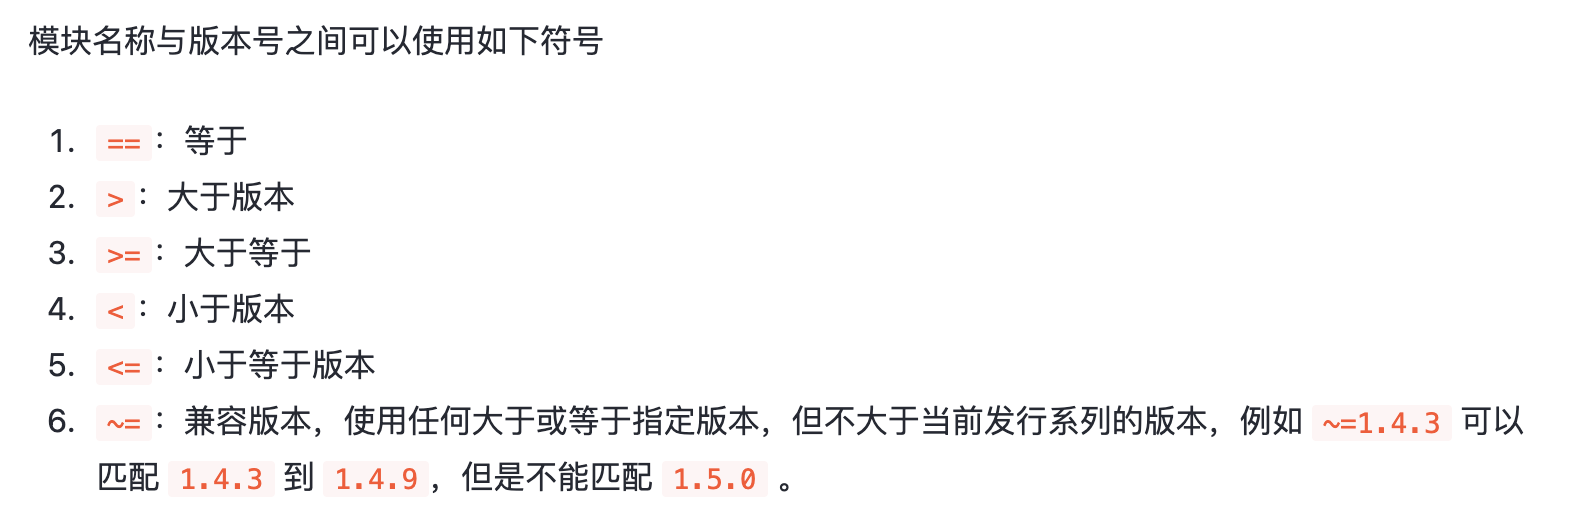 模块名称与版本号之间可以使用如下符号
1. ==：等于
2. >：大于版本
3. >=：大于等于
4. <：小于版本
5. <=：小于等于版本
6. ~=：兼容版本，使用任何大于或等于指定版本，但不大于当前发行系列的版本，例如 ~=1.4.3 可以
匹配 1.4.3 到 1.4.9，但是不能匹配 1.5.0 。